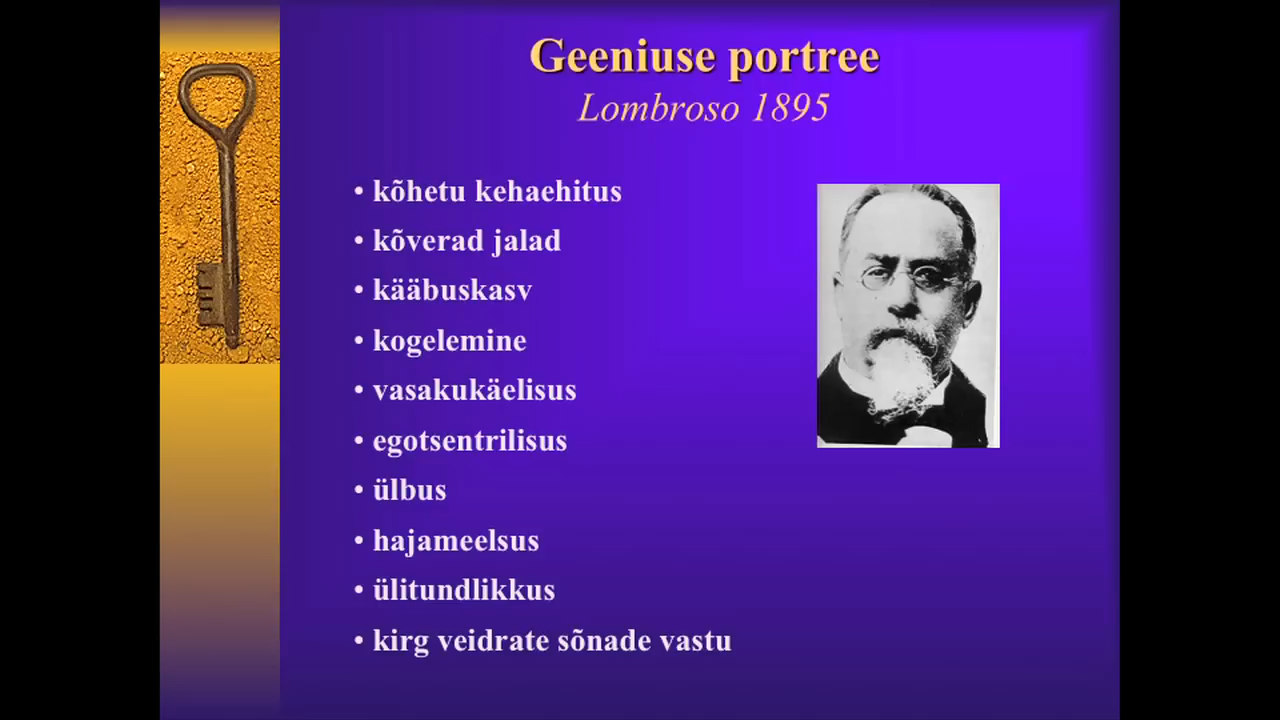 Geeniuse portree
Lombroso 1895
• kõhetu kehaehitus
• kõverad jalad
• kääbuskasv
• kogelemine
• vasakukäelisus
• egotsentrilisus
• ülbus
• hajameelsus
• ülitundlikkus
• kirg veidrate sõnade vastu